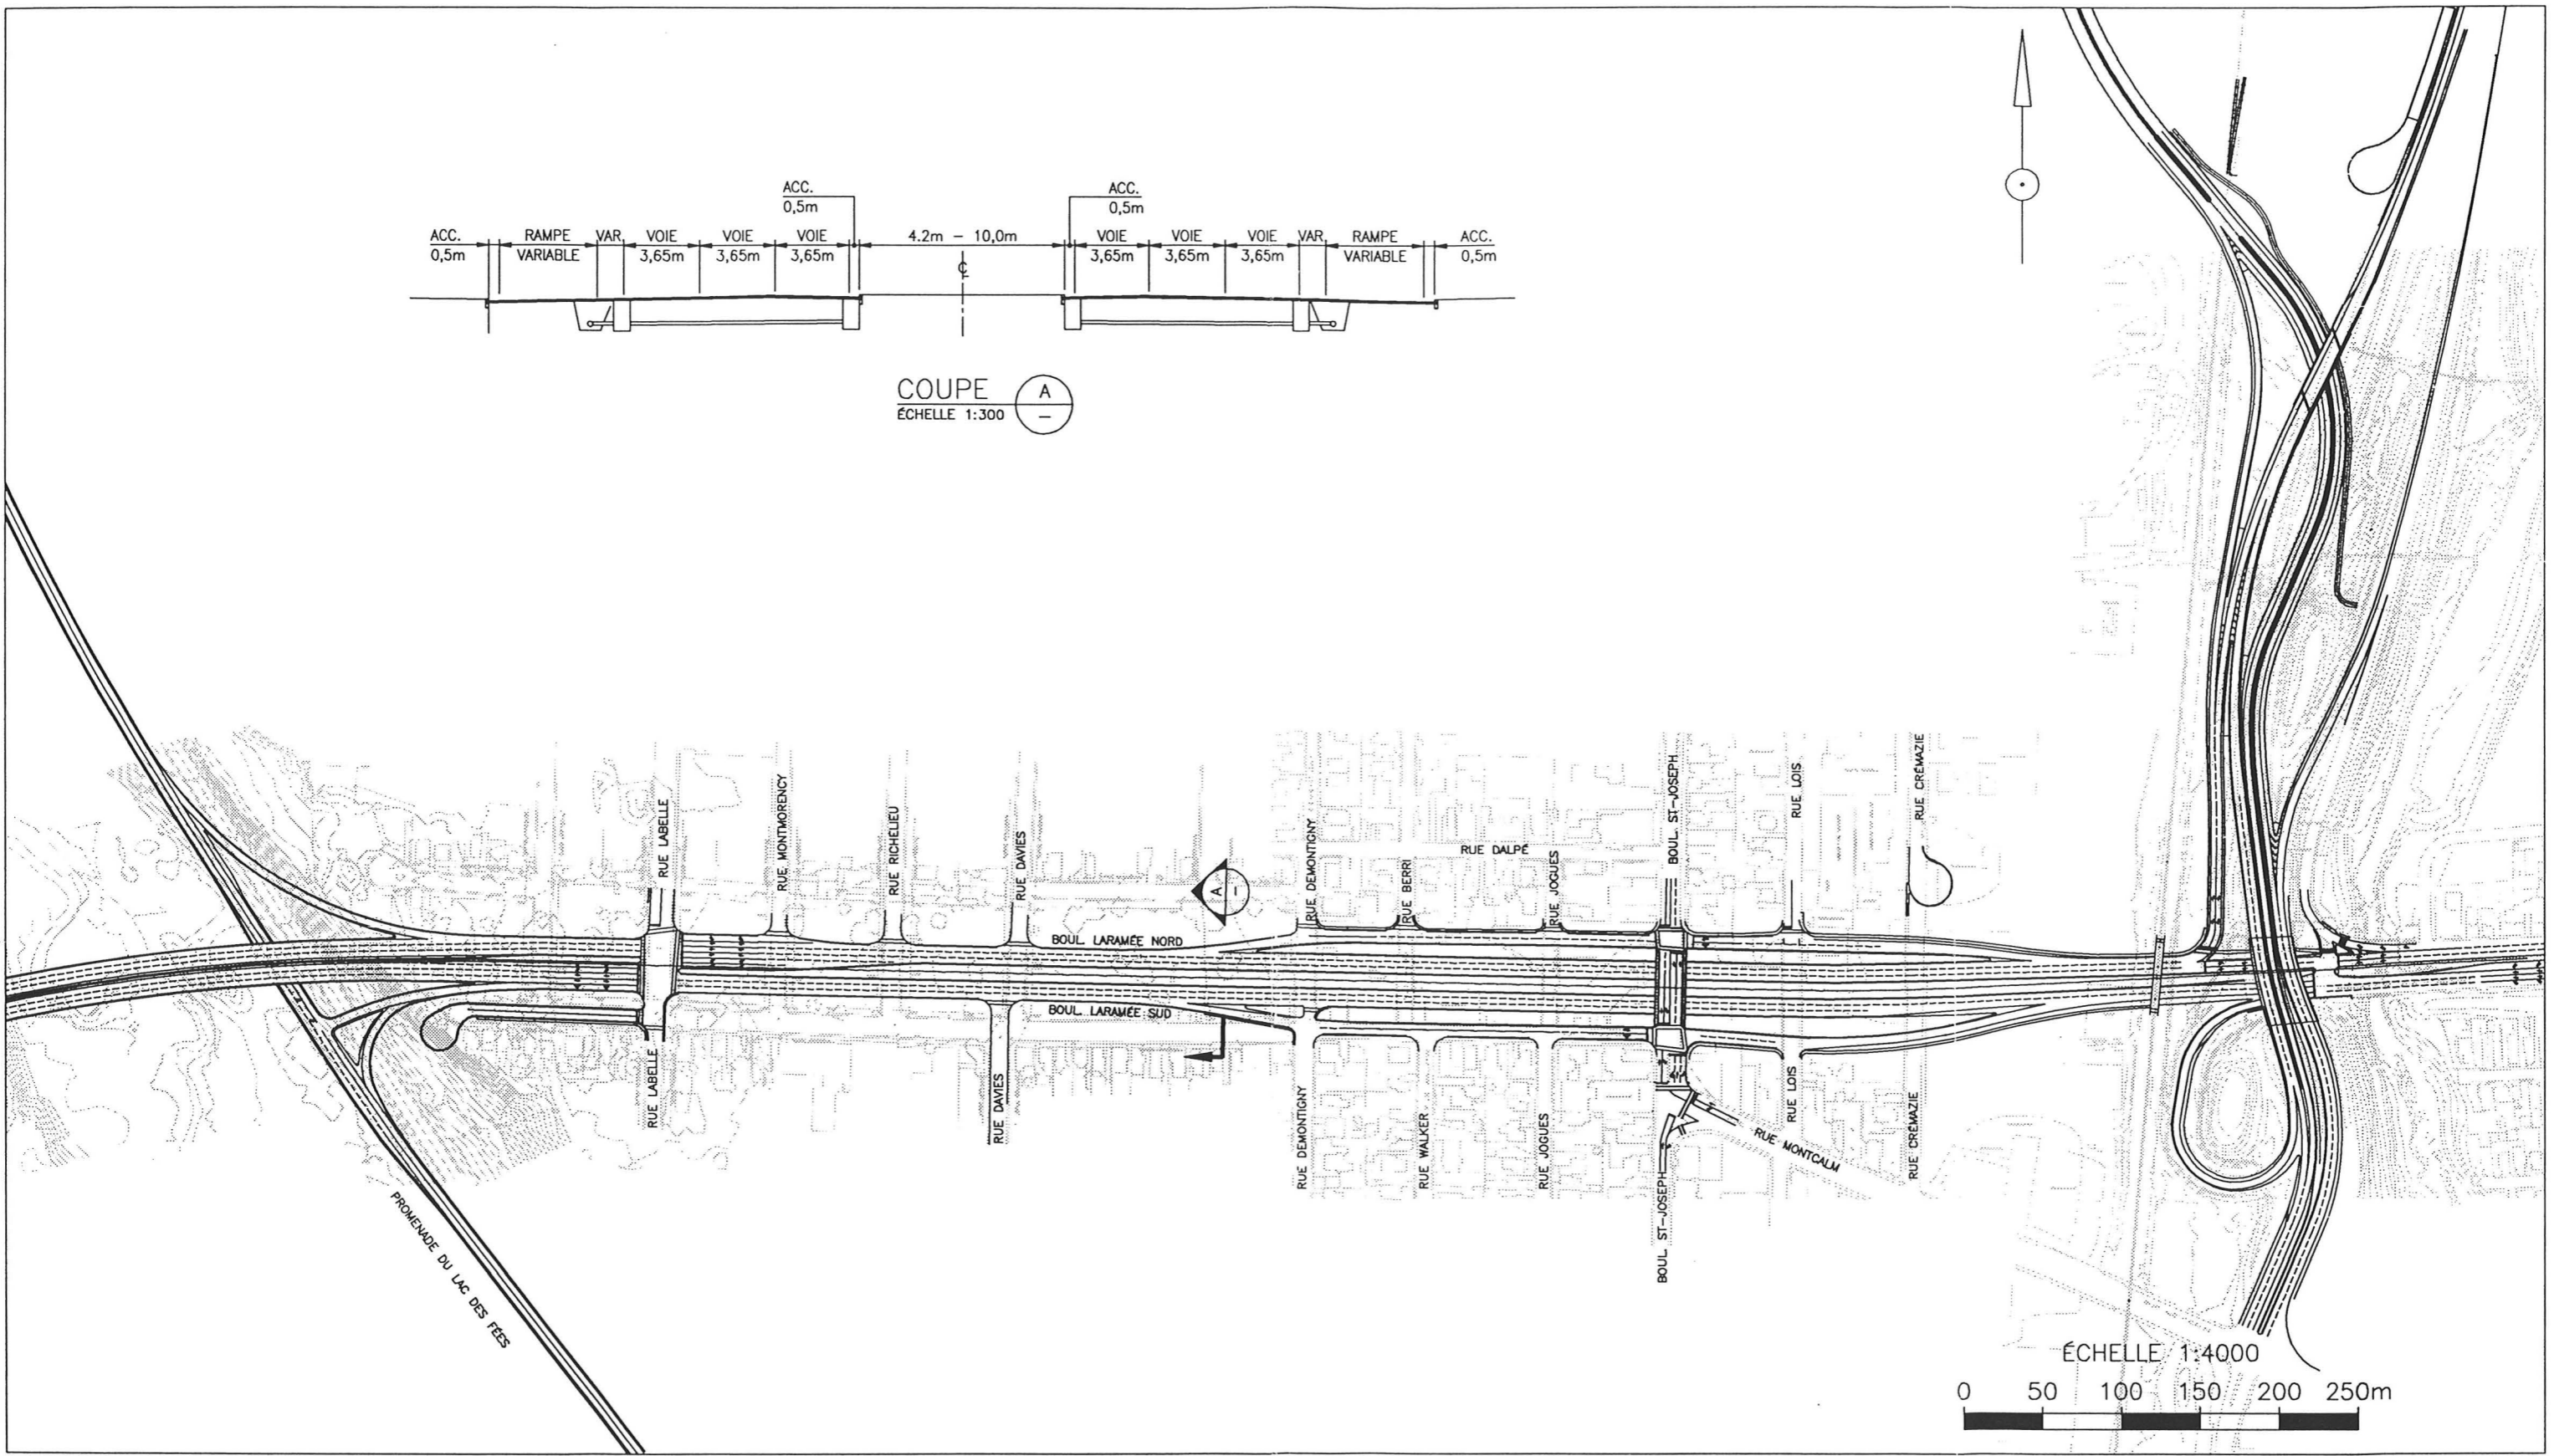 ACC.
0,5m
ACC.
0,5m
ACC.
0,5m
RAMPE
VARIABLE
VAR.
VOIE
3,65m
VOIE
3,65m
VOIE
3,65m
4.2m - 10,0m
VOIE
3,65m
VOIE
3,65m
VOIE
3,65m
VAR.
RAMPE
VARIABLE
ACC.
0,5m
℄
COUPE
ÉCHELLE 1:300
A
–
RUE LABELLE
RUE MONTMORENCY
RUE RICHELIEU
RUE DAVIES
A
–
RUE DEMONTIGNY
RUE BERRI
RUE DALPÉ
RUE JOGUES
BOUL. ST-JOSEPH
RUE LOIS
RUE CRÉMAZIE
BOUL. LARAMÉE NORD
BOUL. LARAMÉE SUD
RUE LABELLE
RUE DAVIES
RUE DEMONTIGNY
RUE WALKER
RUE JOGUES
BOUL. ST-JOSEPH
RUE LOIS
RUE MONTCALM
RUE CRÉMAZIE
PROMENADE DU LAC DES FÉES
ÉCHELLE 1:4000
0 50 100 150 200 250m